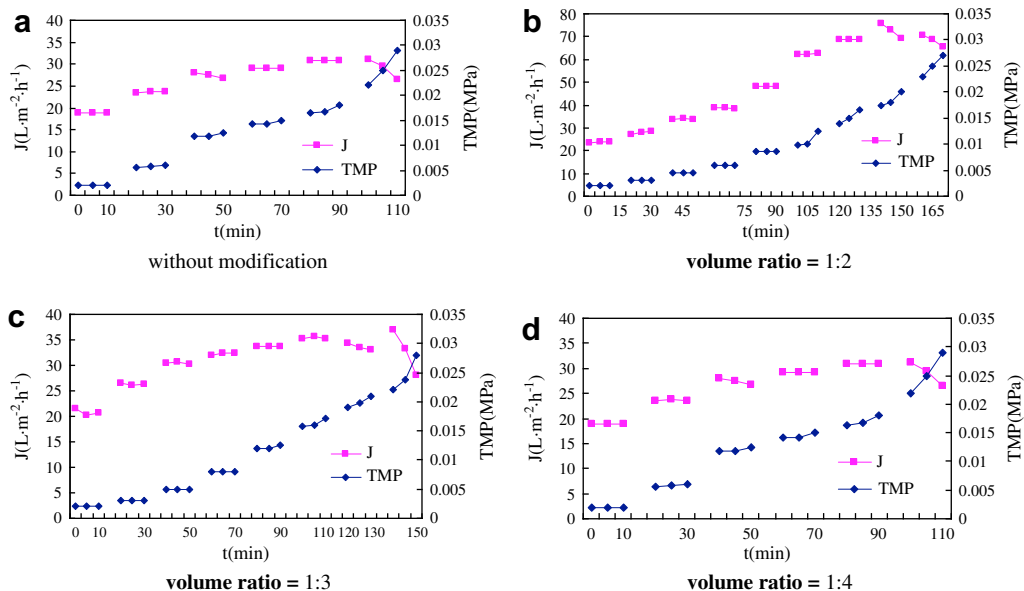 a
40
35
30
25
20
15
10
5
0
J(L·m⁻²·h⁻¹)
0.035
0.03
0.025
0.02
0.015
0.01
0.005
0
TMP(MPa)
J
TMP
0 10 30 50 70 90 110
t(min)
without modification
b
80
70
60
50
40
30
20
10
0
J(L·m⁻²·h⁻¹)
0.035
0.03
0.025
0.02
0.015
0.01
0.005
0
TMP(MPa)
J
TMP
0 15 30 45 75 90 105 120 135 150 165
t(min)
volume ratio = 1:2
c
40
35
30
25
20
15
10
5
0
J(L·m⁻²·h⁻¹)
0.035
0.03
0.025
0.02
0.015
0.01
0.005
0
TMP(MPa)
J
TMP
0 10 30 50 70 90 110 120 130 150
t(min)
volume ratio = 1:3
d
40
35
30
25
20
15
10
5
0
J(L·m⁻²·h⁻¹)
0.035
0.03
0.025
0.02
0.015
0.01
0.005
0
TMP(MPa)
J
TMP
0 10 30 50 70 90 110
t(min)
volume ratio = 1:4